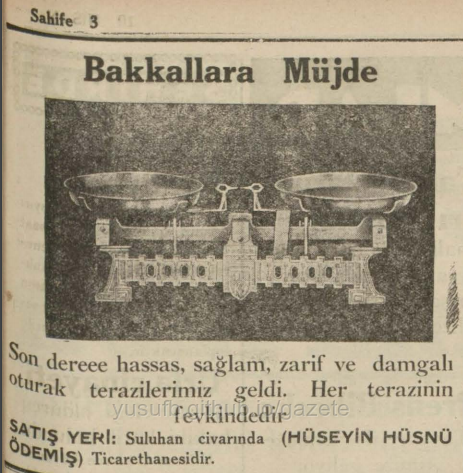 Sahife 3
Bakkallara Müjde
Son dereee hassas, sağlam, zarif ve damgalı
oturak terazilerimiz geldi. Her terazinin
fevkindedir
yusufb.github.io/gazete
SATIŞ YERİ: Suluhan civarında (HÜSEYİN HÜSNÜ
ÖDEMİŞ) Ticarethanesidir.